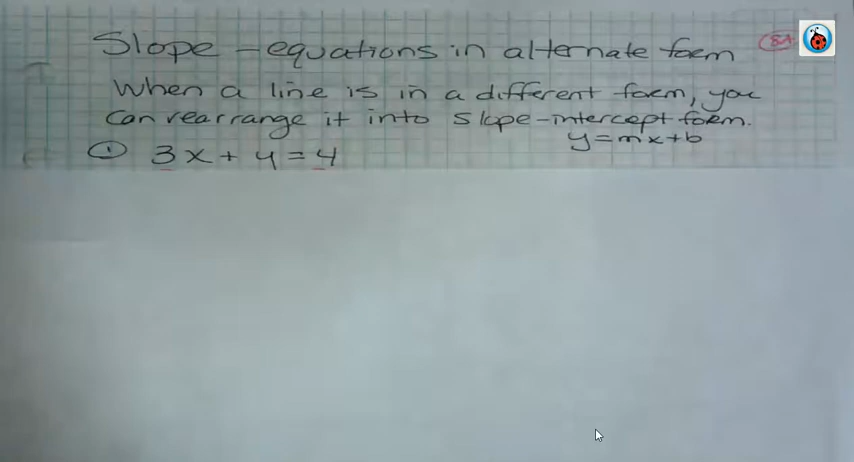 Slope - equations in alternate form
When a line is in a different form, you
can rearrange it into slope-intercept form.
y=mx+b
① 3x + y = 4